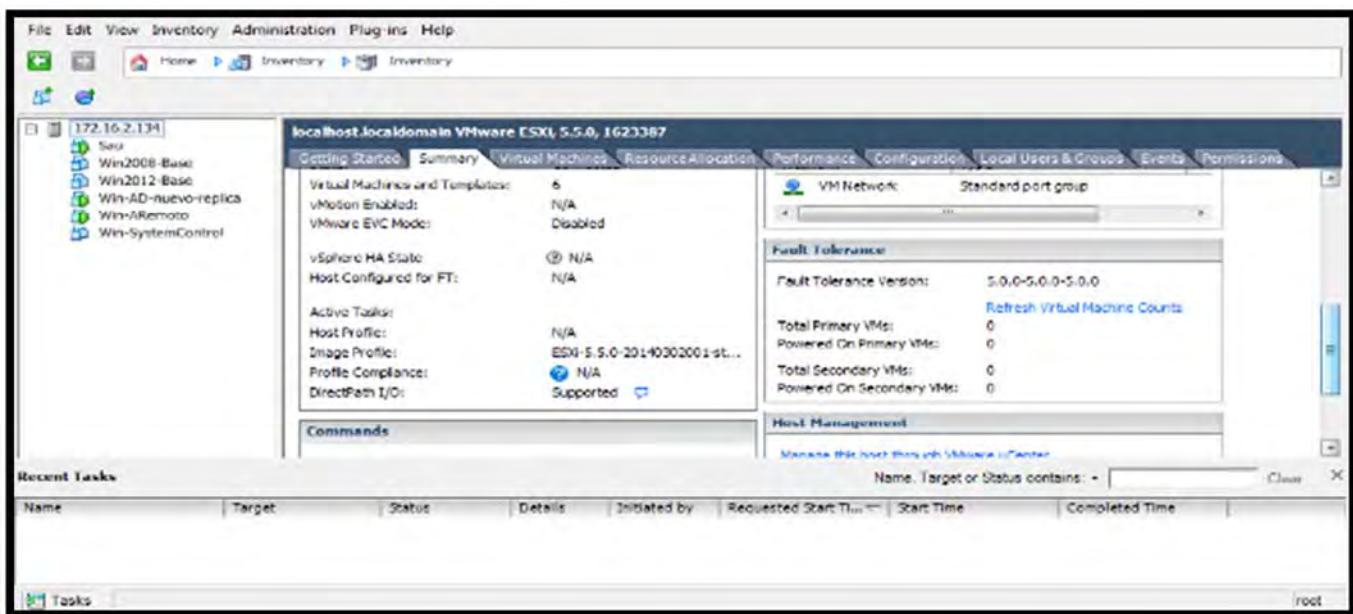 File Edit View Inventory Administration Plug-ins Help
Home Inventory Inventory
172.16.2.134
Win2008-Base
Win2012-Base
Win-AD-nuevo-replica
Win-ARemoto
Win-SystemControl
localhost.localdomain VMware ESXi, 5.5.0, 1623387
Getting Started Summary Virtual Machines Resource Allocation Performance Configuration Local Users & Groups Events Permissions
Virtual Machines and Templates: 6
vMotion Enabled: N/A
VMware EVC Mode: Disabled
vSphere HA State N/A
Host Configured for FT: N/A
Active Tasks:
Host Profile: N/A
Image Profile: ESXi-5.5.0-20140302001-st...
Profile Compliance: N/A
DirectPath I/O: Supported
Commands
VM Network Standard port group
Fault Tolerance
Fault Tolerance Version: 5.0.0-5.0.0-5.0.0
Refresh Virtual Machine Counts
Total Primary VMs: 0
Powered On Primary VMs: 0
Total Secondary VMs: 0
Powered On Secondary VMs: 0
Host Management
Manage this host through VMware vCenter
Recent Tasks
Name, Target or Status contains: Clear
Name Target Status Details Initiated by Requested Start Ti... Start Time Completed Time
Tasks
root